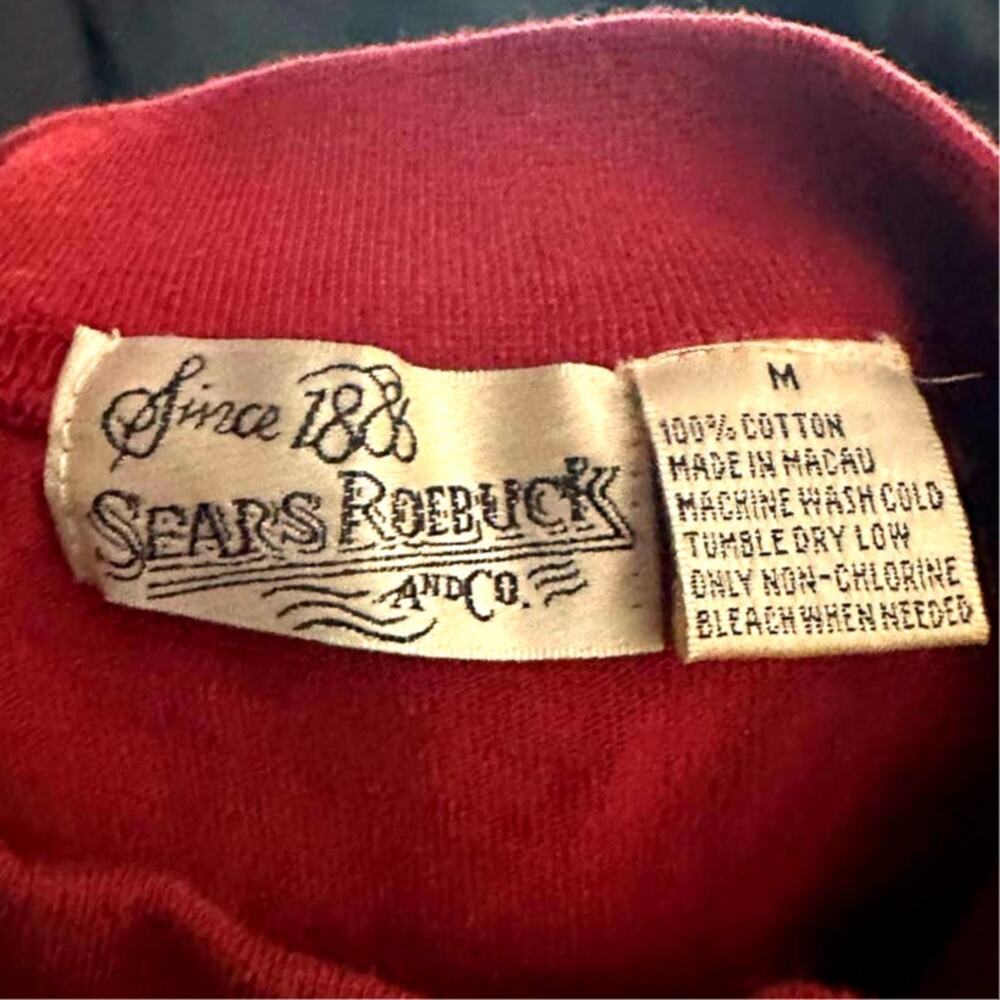 Since 188
SEARS ROEBUCK
AND CO.
M
100% COTTON
MADE IN MACAU
MACHINE WASH COLD
TUMBLE DRY LOW
ONLY NON-CHLORINE
BLEACH WHEN NEEDED